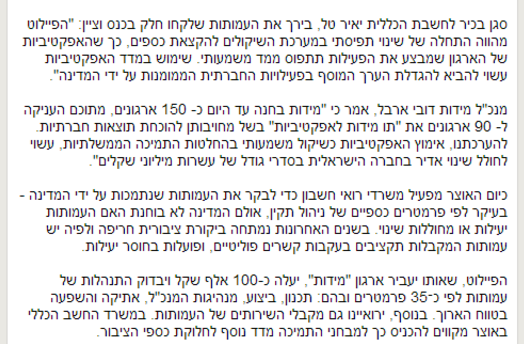 סגן בכיר לחשבת הכללית יאיר טל, בירך את העמותות שלקחו חלק בכנס וציין: "הפיילוט
מהווה התחלה של שינוי תפיסתי במערכת השיקולים להקצאת כספים, כך שהאפקטיביות
של הארגון שמבצע את הפעילות תתפוס ממד משמעותי. שימוש במדד האפקטיביות
עשוי להביא להגדלת הערך המוסף בפעילויות החברתית הממומנות על ידי המדינה".
מנכ"ל מידות דובי ארבל, אמר כי "מידות בחנה עד היום כ- 150 ארגונים, מתוכם העניקה
ל- 90 ארגונים את "תו מידות לאפקטיביות" בשל מחויבותן להוכחת תוצאות חברתיות.
להערכתנו, אימוץ האפקטיביות כשיקול משמעותי בהחלטות התמיכה הממשלתיות, עשוי
לחולל שינוי אדיר בחברה הישראלית בסדרי גודל של עשרות מיליוני שקלים".
כיום האוצר מפעיל משרדי רואי חשבון כדי לבקר את העמותות שנתמכות על ידי המדינה -
בעיקר לפי פרמטרים כספיים של ניהול תקין, אולם המדינה לא בוחנת האם העמותות
יעילות או מחוללות שינוי. בשנים האחרונות נמתחה ביקורת ציבורית חריפה ולפיה יש
עמותות המקבלות תקציבים בעקבות קשרים פוליטיים, ופועלות בחוסר יעילות.
הפיילוט, שאותו יעביר ארגון "מידות", יעלה כ-100 אלף שקל ויבדוק התנהלות של
עמותות לפי כ-35 פרמטרים ובהם: תכנון, ביצוע, מנהיגות המנכ"ל, אתיקה והשפעה
בטווח הארוך. בנוסף, ירואיינו גם מקבלי השירותים של העמותות. במשרד החשב הכללי
באוצר מקווים להכניס כך למבחני התמיכה מדד נוסף לחלוקת כספי הציבור.